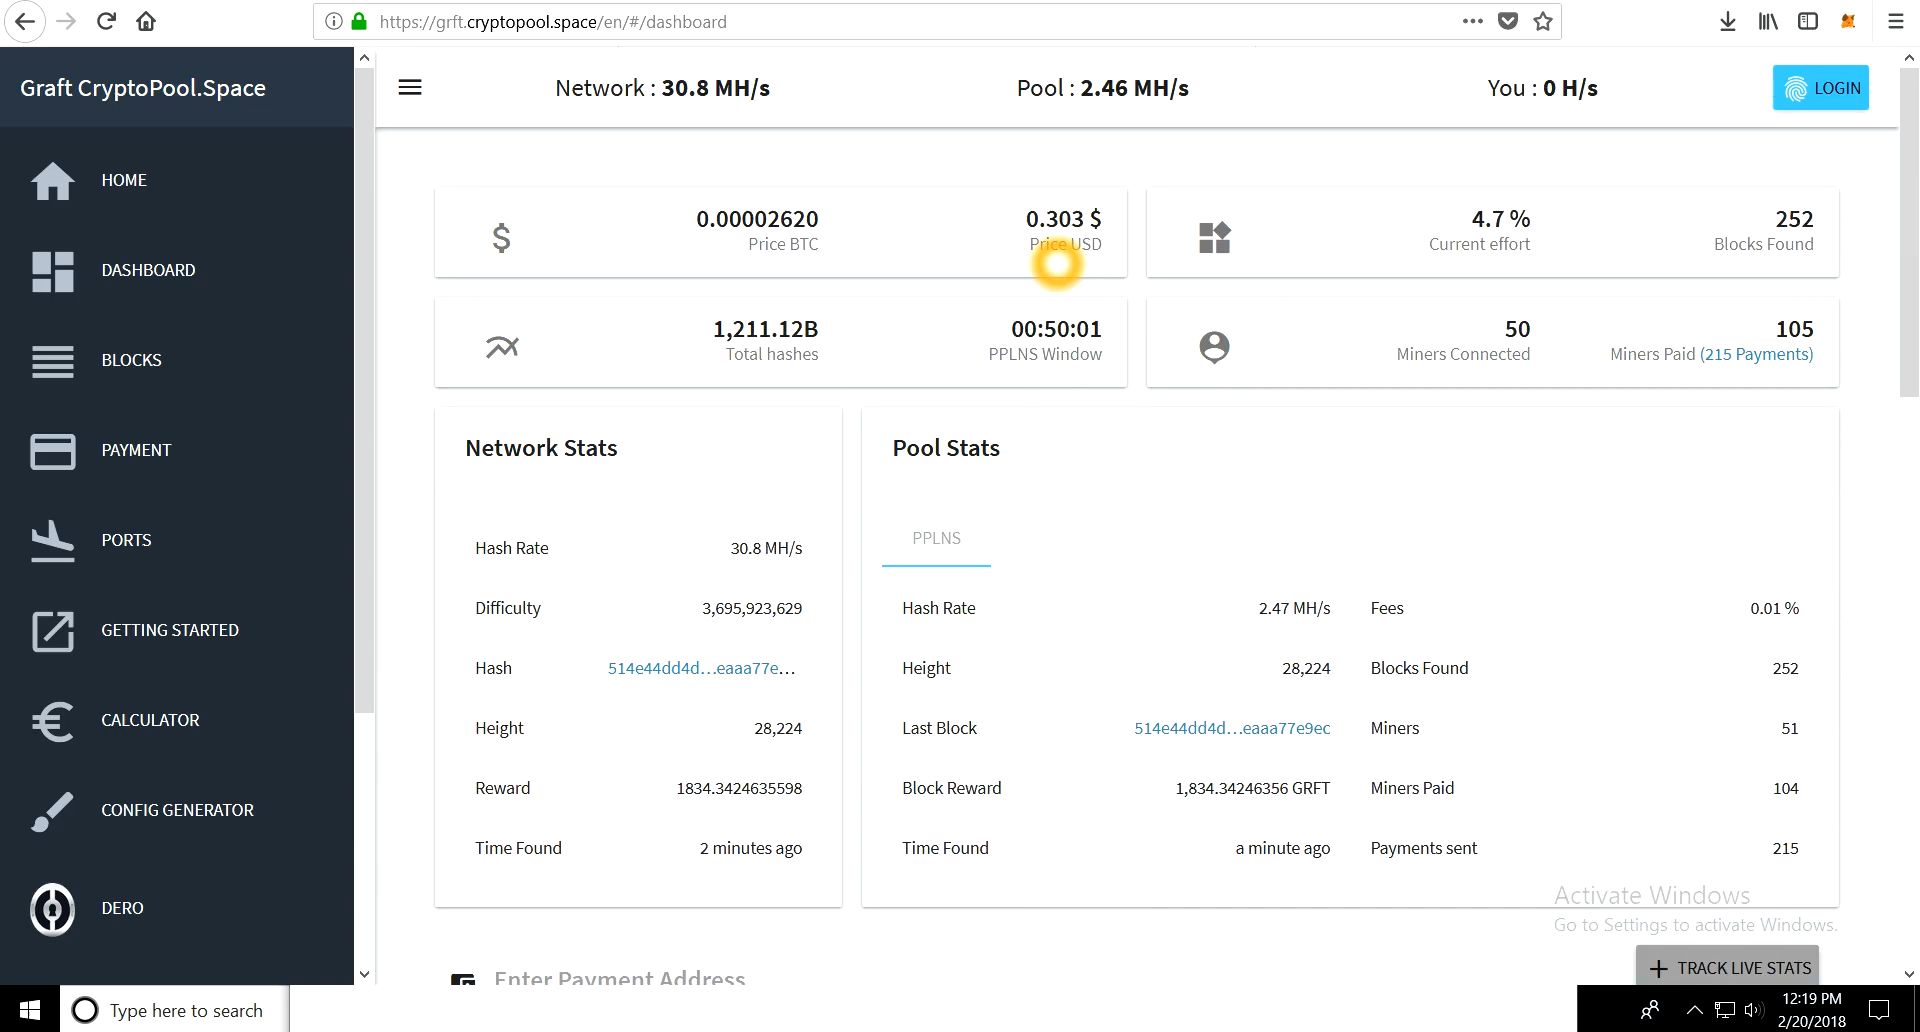 https://grft.cryptopool.space/en/#/dashboard
Graft CryptoPool.Space
Network : 30.8 MH/s
Pool : 2.46 MH/s
You : 0 H/s
LOGIN
HOME
DASHBOARD
BLOCKS
PAYMENT
PORTS
GETTING STARTED
CALCULATOR
CONFIG GENERATOR
DERO
0.00002620
Price BTC
0.303 $
Price USD
4.7 %
Current effort
252
Blocks Found
1,211.12B
Total hashes
00:50:01
PPLNS Window
50
Miners Connected
105
Miners Paid (215 Payments)
Network Stats
Hash Rate 30.8 MH/s
Difficulty 3,695,923,629
Hash 514e44dd4d...eaaa77e...
Height 28,224
Reward 1834.3424635598
Time Found 2 minutes ago
Pool Stats
PPLNS
Hash Rate 2.47 MH/s Fees 0.01 %
Height 28,224 Blocks Found 252
Last Block 514e44dd4d...eaaa77e9ec Miners 51
Block Reward 1,834.34246356 GRFT Miners Paid 104
Time Found a minute ago Payments sent 215
Activate Windows
Go to Settings to activate Windows.
Enter Payment Address
+ TRACK LIVE STATS
Type here to search
12:19 PM
2/20/2018